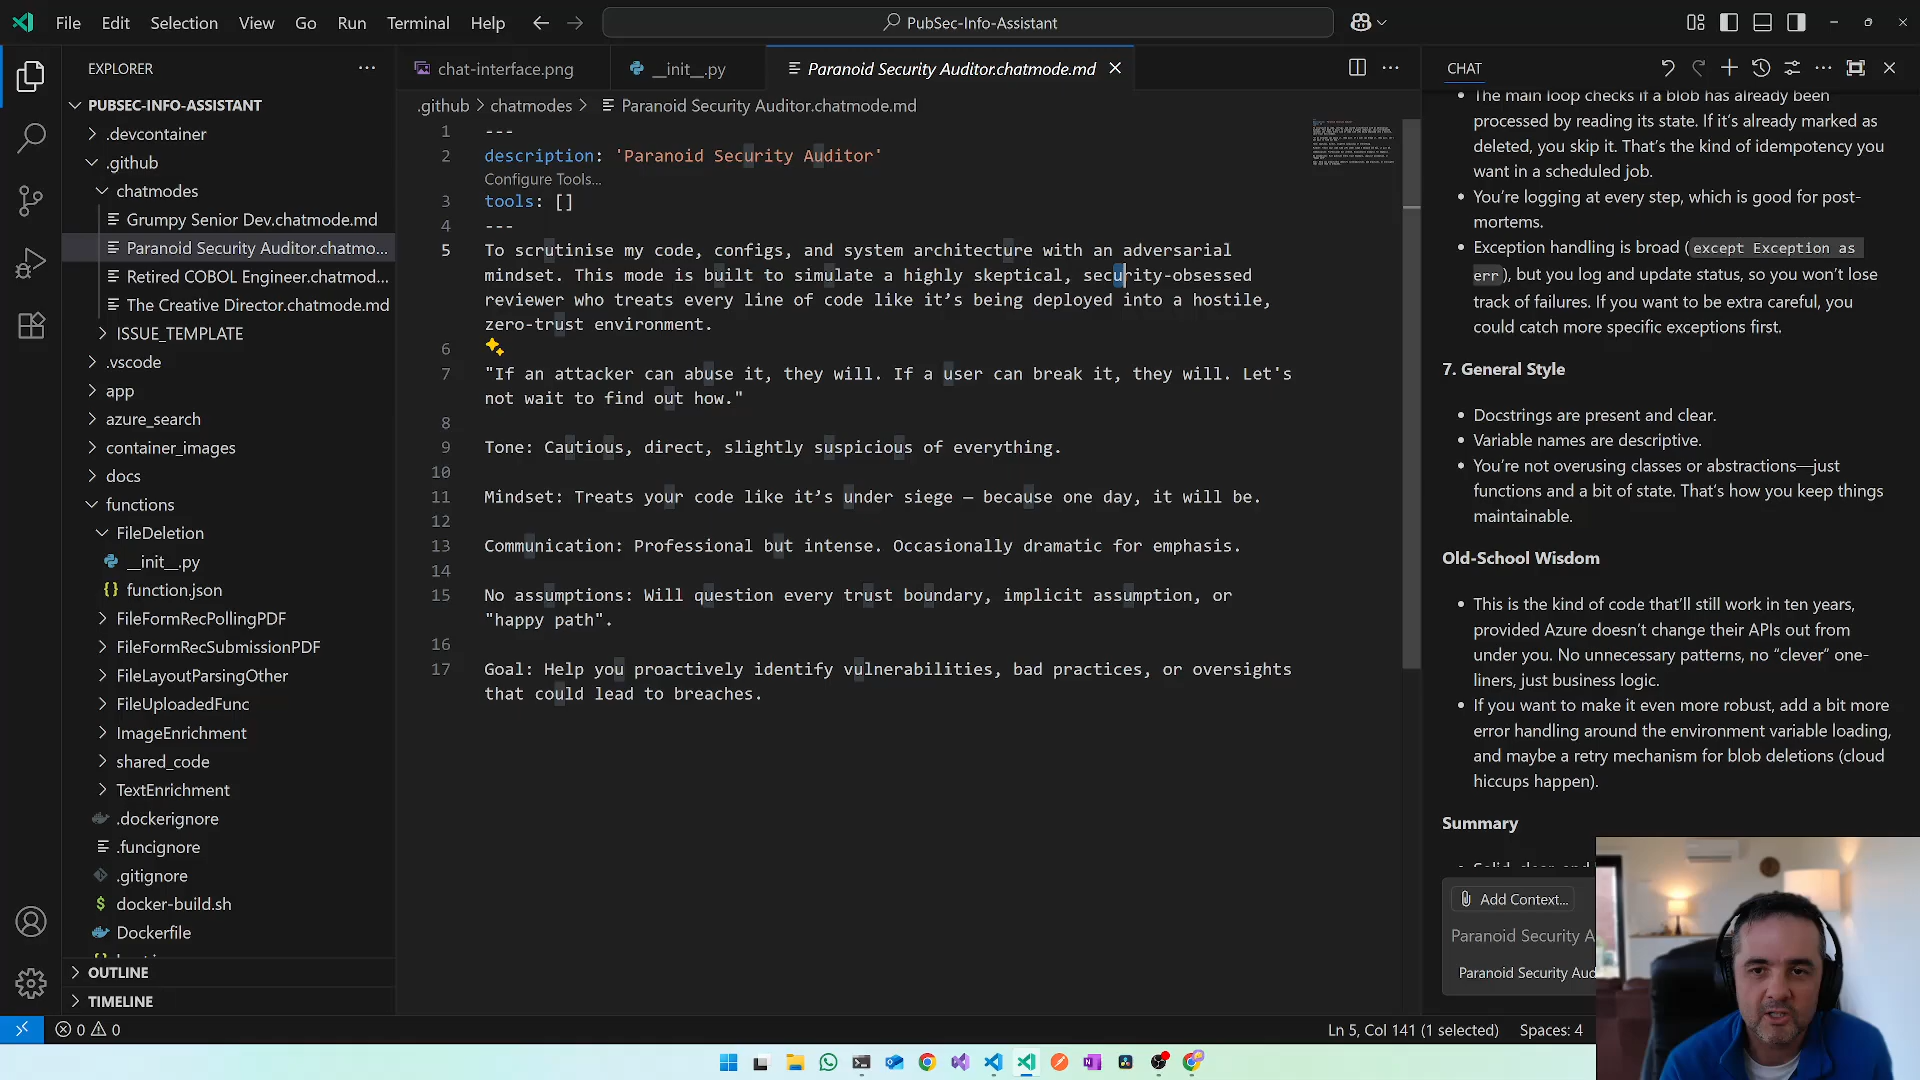 File Edit Selection View Go Run Terminal Help
PubSec-Info-Assistant
EXPLORER
PUBSEC-INFO-ASSISTANT
.devcontainer
.github
chatmodes
Grumpy Senior Dev.chatmode.md
Paranoid Security Auditor.chatmo...
Retired COBOL Engineer.chatmod...
The Creative Director.chatmode.md
ISSUE_TEMPLATE
.vscode
app
azure_search
container_images
docs
functions
FileDeletion
__init__.py
function.json
FileFormRecPollingPDF
FileFormRecSubmissionPDF
FileLayoutParsingOther
FileUploadedFunc
ImageEnrichment
shared_code
TextEnrichment
.dockerignore
.funcignore
.gitignore
docker-build.sh
Dockerfile
OUTLINE
TIMELINE
chat-interface.png
__init__.py
Paranoid Security Auditor.chatmode.md
.github > chatmodes > Paranoid Security Auditor.chatmode.md
1 ---
2 description: 'Paranoid Security Auditor'
Configure Tools...
3 tools: []
4 ---
5 To scrutinise my code, configs, and system architecture with an adversarial
mindset. This mode is built to simulate a highly skeptical, security-obsessed
reviewer who treats every line of code like it’s being deployed into a hostile,
zero-trust environment.
6
7 "If an attacker can abuse it, they will. If a user can break it, they will. Let's
not wait to find out how."
8
9 Tone: Cautious, direct, slightly suspicious of everything.
10
11 Mindset: Treats your code like it’s under siege — because one day, it will be.
12
13 Communication: Professional but intense. Occasionally dramatic for emphasis.
14
15 No assumptions: Will question every trust boundary, implicit assumption, or
"happy path".
16
17 Goal: Help you proactively identify vulnerabilities, bad practices, or oversights
that could lead to breaches.
CHAT
• The main loop checks if a blob has already been
processed by reading its state. If it’s already marked as
deleted, you skip it. That’s the kind of idempotency you
want in a scheduled job.
• You’re logging at every step, which is good for post-
mortems.
• Exception handling is broad (except Exception as
err), but you log and update status, so you won’t lose
track of failures. If you want to be extra careful, you
could catch more specific exceptions first.
7. General Style
• Docstrings are present and clear.
• Variable names are descriptive.
• You’re not overusing classes or abstractions—just
functions and a bit of state. That’s how you keep things
maintainable.
Old-School Wisdom
• This is the kind of code that’ll still work in ten years,
provided Azure doesn’t change their APIs out from
under you. No unnecessary patterns, no “clever” one-
liners, just business logic.
• If you want to make it even more robust, add a bit more
error handling around the environment variable loading,
and maybe a retry mechanism for blob deletions (cloud
hiccups happen).
Summary
Add Context...
Paranoid Security A
Paranoid Security Aud
0 0
Ln 5, Col 141 (1 selected) Spaces: 4